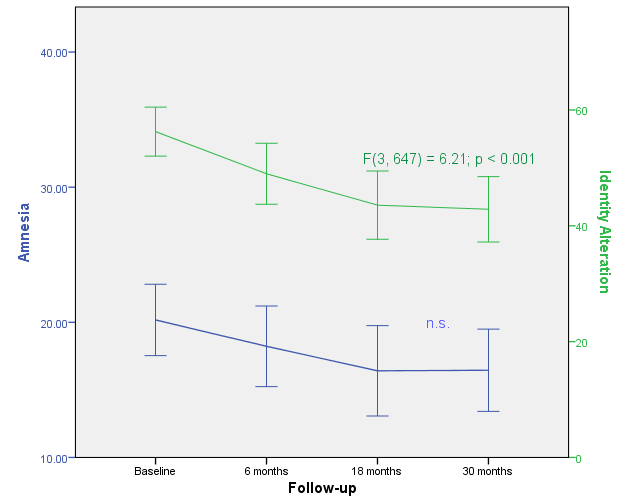 40.00
30.00
20.00
10.00
Amnesia
F(3, 647) = 6.21; p < 0.001
n.s.
60
40
20
0
Identity Alteration
Baseline
6 months
18 months
30 months
Follow-up